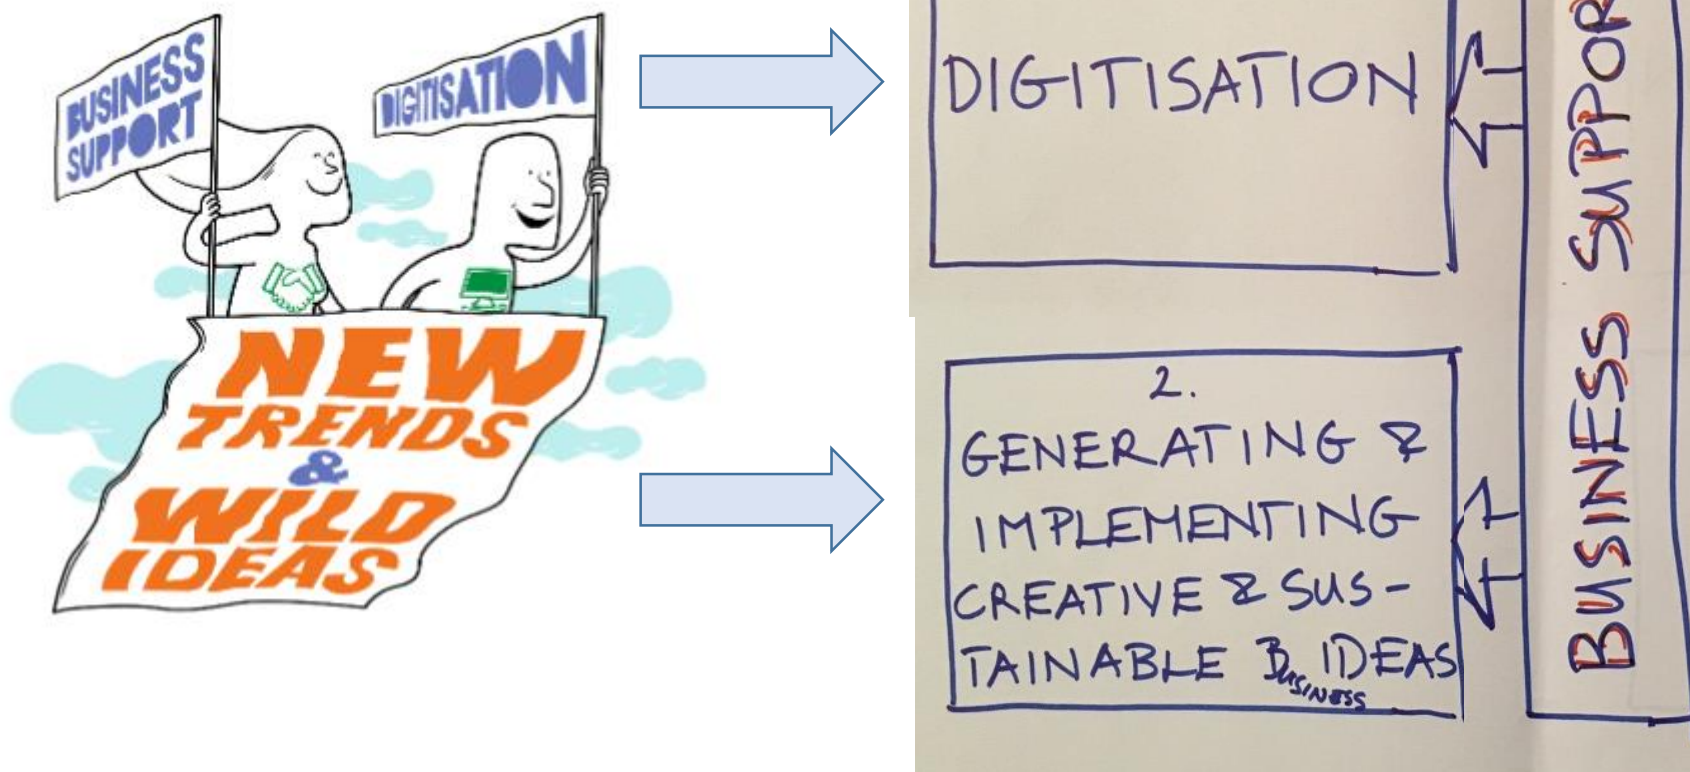 BUSINESS
SUPPORT
DIGITISATION
NEW
TRENDS
&
WILD
IDEAS
DIGITISATION
2.
GENERATING &
IMPLEMENTING
CREATIVE & SUS-
TAINABLE BUSINESS IDEAS
BUSINESS SUPPOR